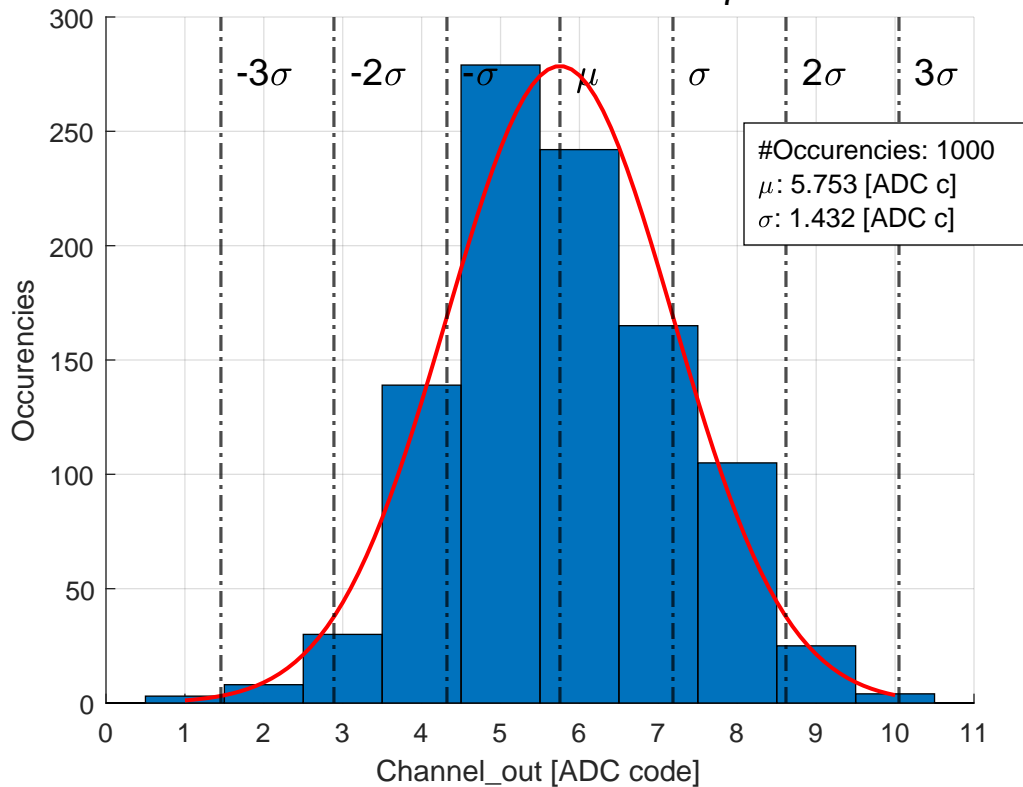 300
250
200
150
100
50
0
Occurencies
-3σ -2σ -σ μ σ 2σ 3σ
#Occurencies: 1000
μ: 5.753 [ADC c]
σ: 1.432 [ADC c]
0 1 2 3 4 5 6 7 8 9 10 11
Channel_out [ADC code]